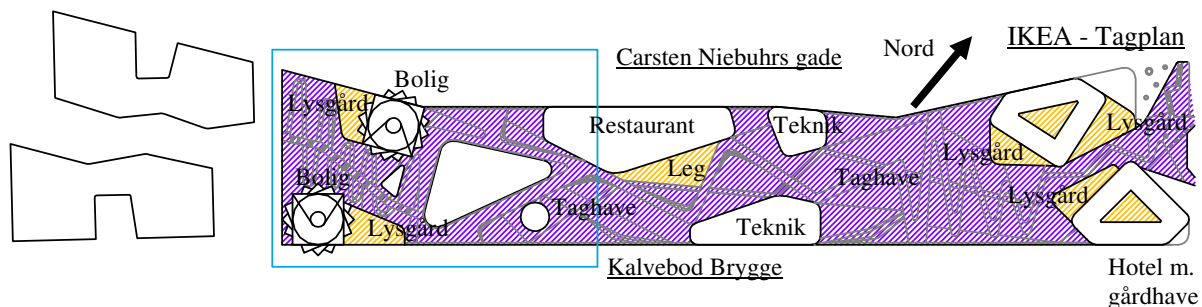 IKEA - Tagplan
Carsten Niebuhrs gade
Nord
Bolig
Lysgård
Restaurant
Teknik
Lysgård
Lysgård
Leg
Bolig
Taghave
Lysgård
Taghave
Lysgård
Teknik
Kalvebod Brygge
Hotel m.
gårdhave